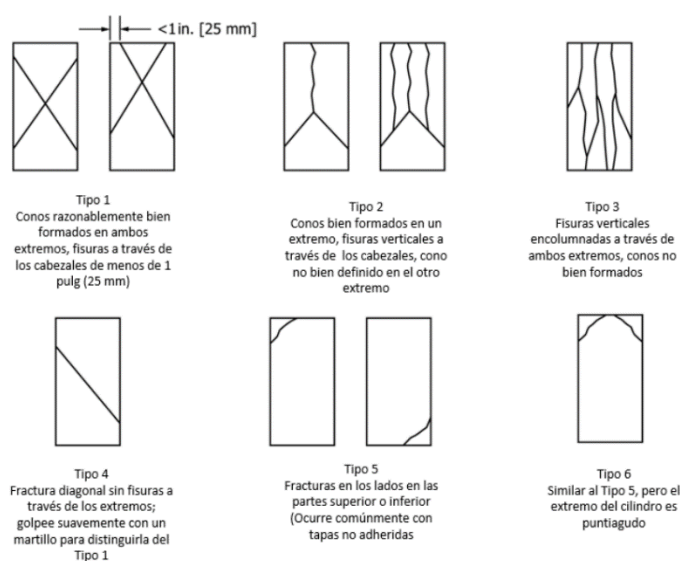 <1 in. [25 mm]
Tipo 1
Conos razonablemente bien
formados en ambos
extremos, fisuras a través de
los cabezales de menos de 1
pulg (25 mm)
Tipo 2
Conos bien formados en un
extremo, fisuras verticales a
través de los cabezales, cono
no bien definido en el otro
extremo
Tipo 3
Fisuras verticales
encolumnadas a través de
ambos extremos, conos no
bien formados
Tipo 4
Fractura diagonal sin fisuras a
través de los extremos;
golpee suavemente con un
martillo para distinguirla del
Tipo 1
Tipo 5
Fracturas en los lados en las
partes superior o inferior
(Ocurre comúnmente con
tapas no adheridas
Tipo 6
Similar al Tipo 5, pero el
extremo del cilindro es
puntiagudo